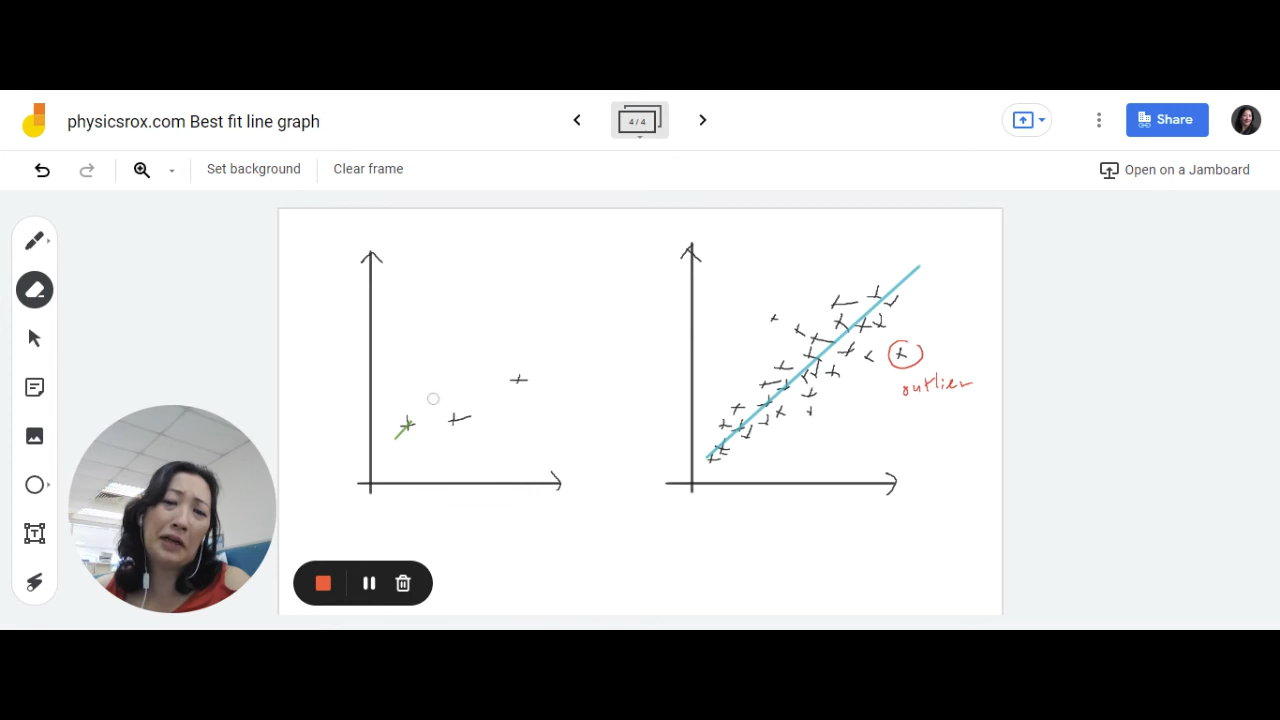 physicsrox.com Best fit line graph
4 / 4
Share
Set background
Clear frame
Open on a Jamboard
outlier